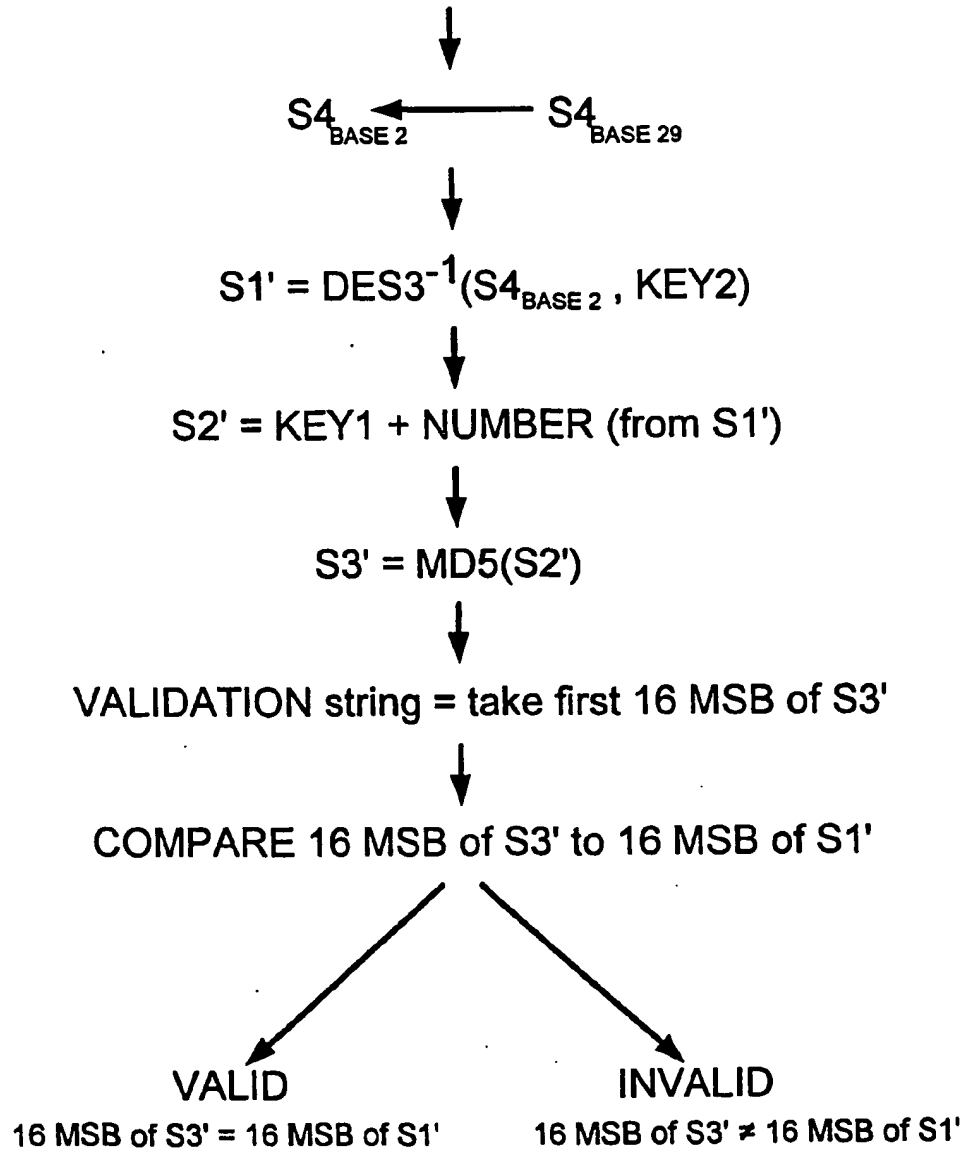 S4BASE 2 S4BASE 29
S1' = DES3-1(S4BASE 2 , KEY2)
S2' = KEY1 + NUMBER (from S1')
S3' = MD5(S2')
VALIDATION string = take first 16 MSB of S3'
COMPARE 16 MSB of S3' to 16 MSB of S1'
VALID INVALID
16 MSB of S3' = 16 MSB of S1' 16 MSB of S3' ≠ 16 MSB of S1'